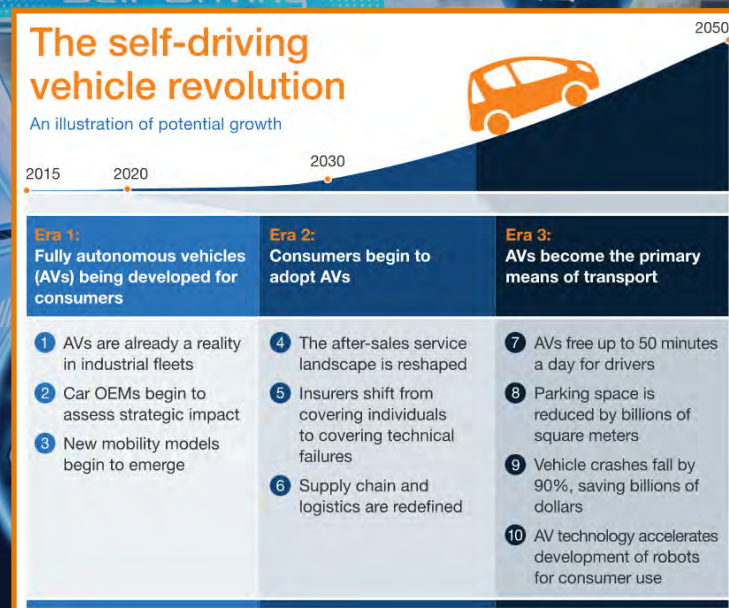 Self-Driving
The self-driving
vehicle revolution
An illustration of potential growth
2015
2020
2030
2050
Era 1:
Fully autonomous vehicles
(AVs) being developed for
consumers
1 AVs are already a reality
in industrial fleets
2 Car OEMs begin to
assess strategic impact
3 New mobility models
begin to emerge
Era 2:
Consumers begin to
adopt AVs
4 The after-sales service
landscape is reshaped
5 Insurers shift from
covering individuals
to covering technical
failures
6 Supply chain and
logistics are redefined
Era 3:
AVs become the primary
means of transport
7 AVs free up to 50 minutes
a day for drivers
8 Parking space is
reduced by billions of
square meters
9 Vehicle crashes fall by
90%, saving billions of
dollars
10 AV technology accelerates
development of robots
for consumer use